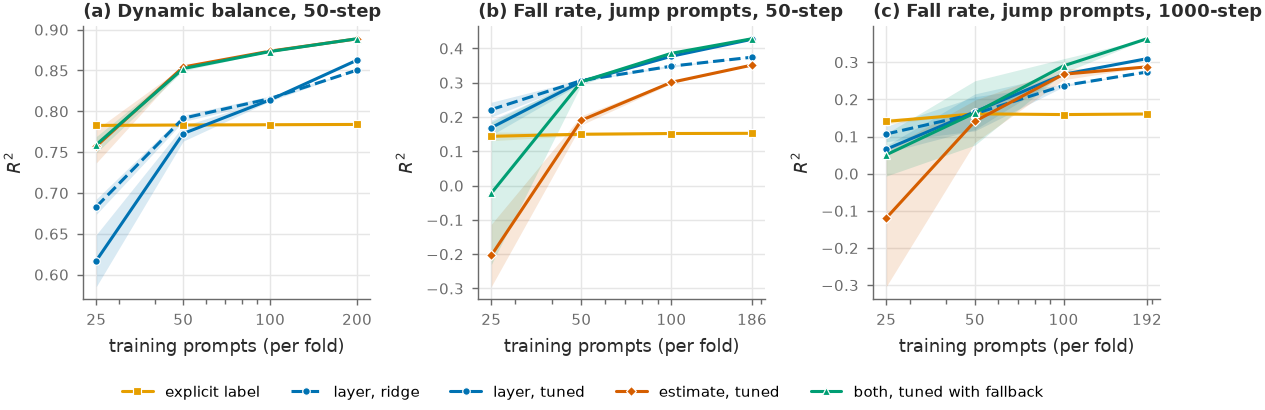 (a) Dynamic balance, 50-step
(b) Fall rate, jump prompts, 50-step
(c) Fall rate, jump prompts, 1000-step
0.90
0.85
0.80
0.75
0.70
0.65
0.60
R²
25
50
100
200
training prompts (per fold)
0.4
0.3
0.2
0.1
0.0
−0.1
−0.2
−0.3
R²
25
50
100
186
training prompts (per fold)
0.3
0.2
0.1
0.0
−0.1
−0.2
−0.3
R²
25
50
100
192
training prompts (per fold)
explicit label
layer, ridge
layer, tuned
estimate, tuned
both, tuned with fallback